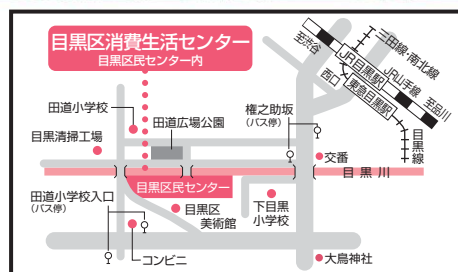 目黒区消費生活センター
目黒区民センター内
至渋谷
三田線・南北線
JR目黒駅
JR山手線
至品川
西口
東急目黒駅
目黒線
田道小学校
目黒清掃工場
田道広場公園
権之助坂
(バス停)
交番
目黒川
目黒区民センター
田道小学校入口
(バス停)
目黒区
美術館
下目黒
小学校
コンビニ
大鳥神社